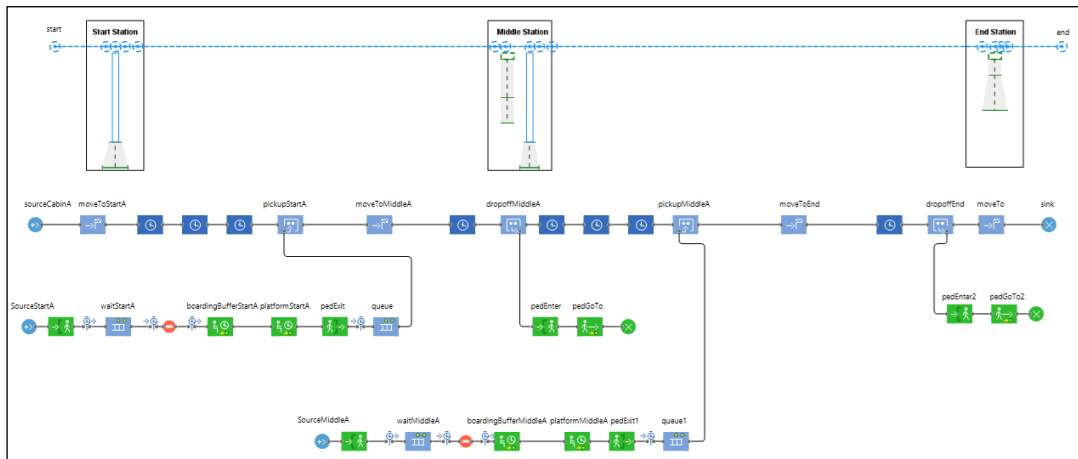 start
Start Station
Middle Station
End Station
end
sourceCabinA
moveToStartA
pickupStartA
moveToMiddleA
dropoffMiddleA
pickupMiddleA
moveToEnd
dropoffEnd
moveTo
sink
SourceStartA
waitStartA
boardingBufferStartA
platformStartA
pedExit
queue
pedEnter
pedGoTo
pedEnter2
pedGoTo2
SourceMiddleA
waitMiddleA
boardingBufferMiddleA
platformMiddleA
pedExit1
queue1